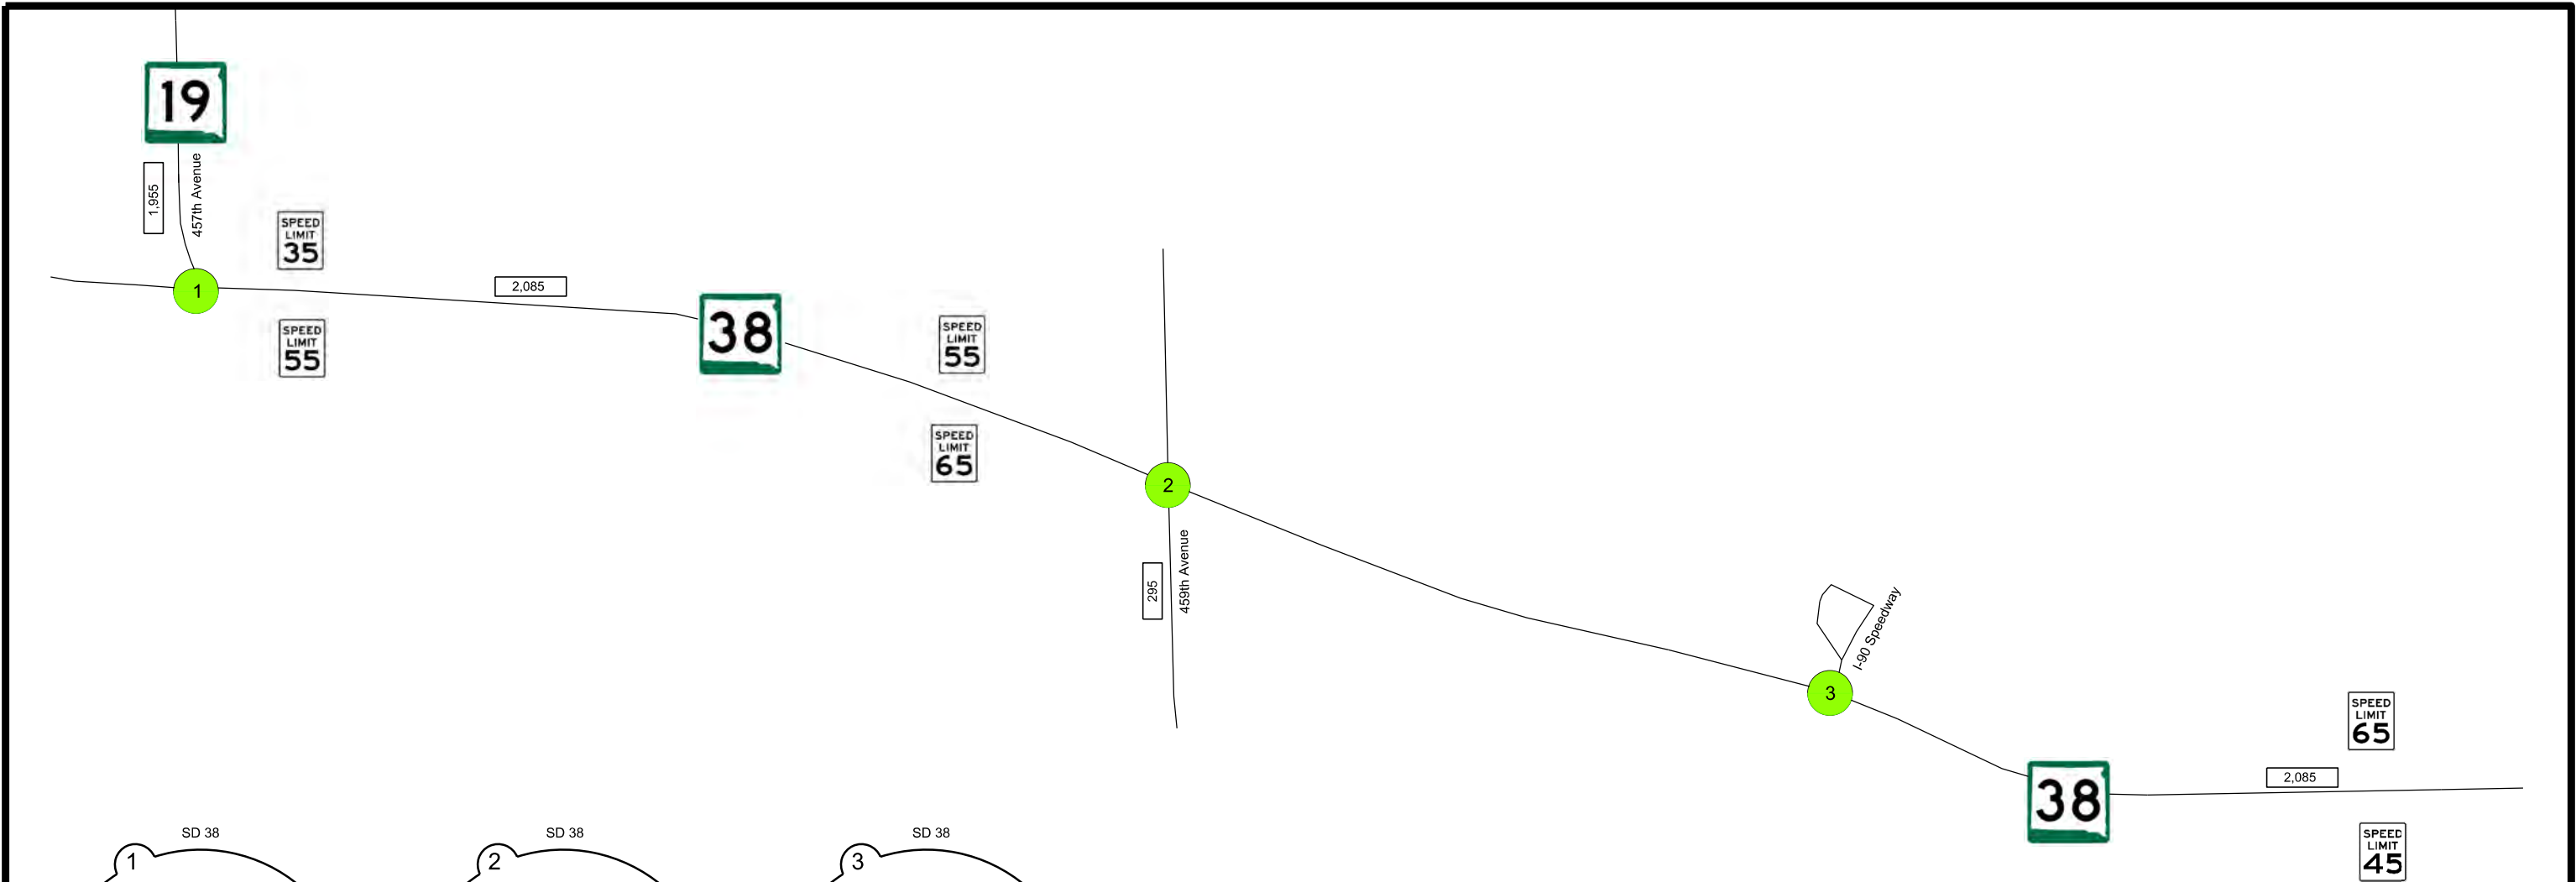 19
1,955
457th Avenue
SPEED
LIMIT
35
1
2,085
SPEED
LIMIT
55
38
SPEED
LIMIT
55
SPEED
LIMIT
65
2
295
459th Avenue
I-90 Speedway
3
SPEED
LIMIT
65
38
2,085
SPEED
LIMIT
45
SD 38
1
SD 38
2
SD 38
3